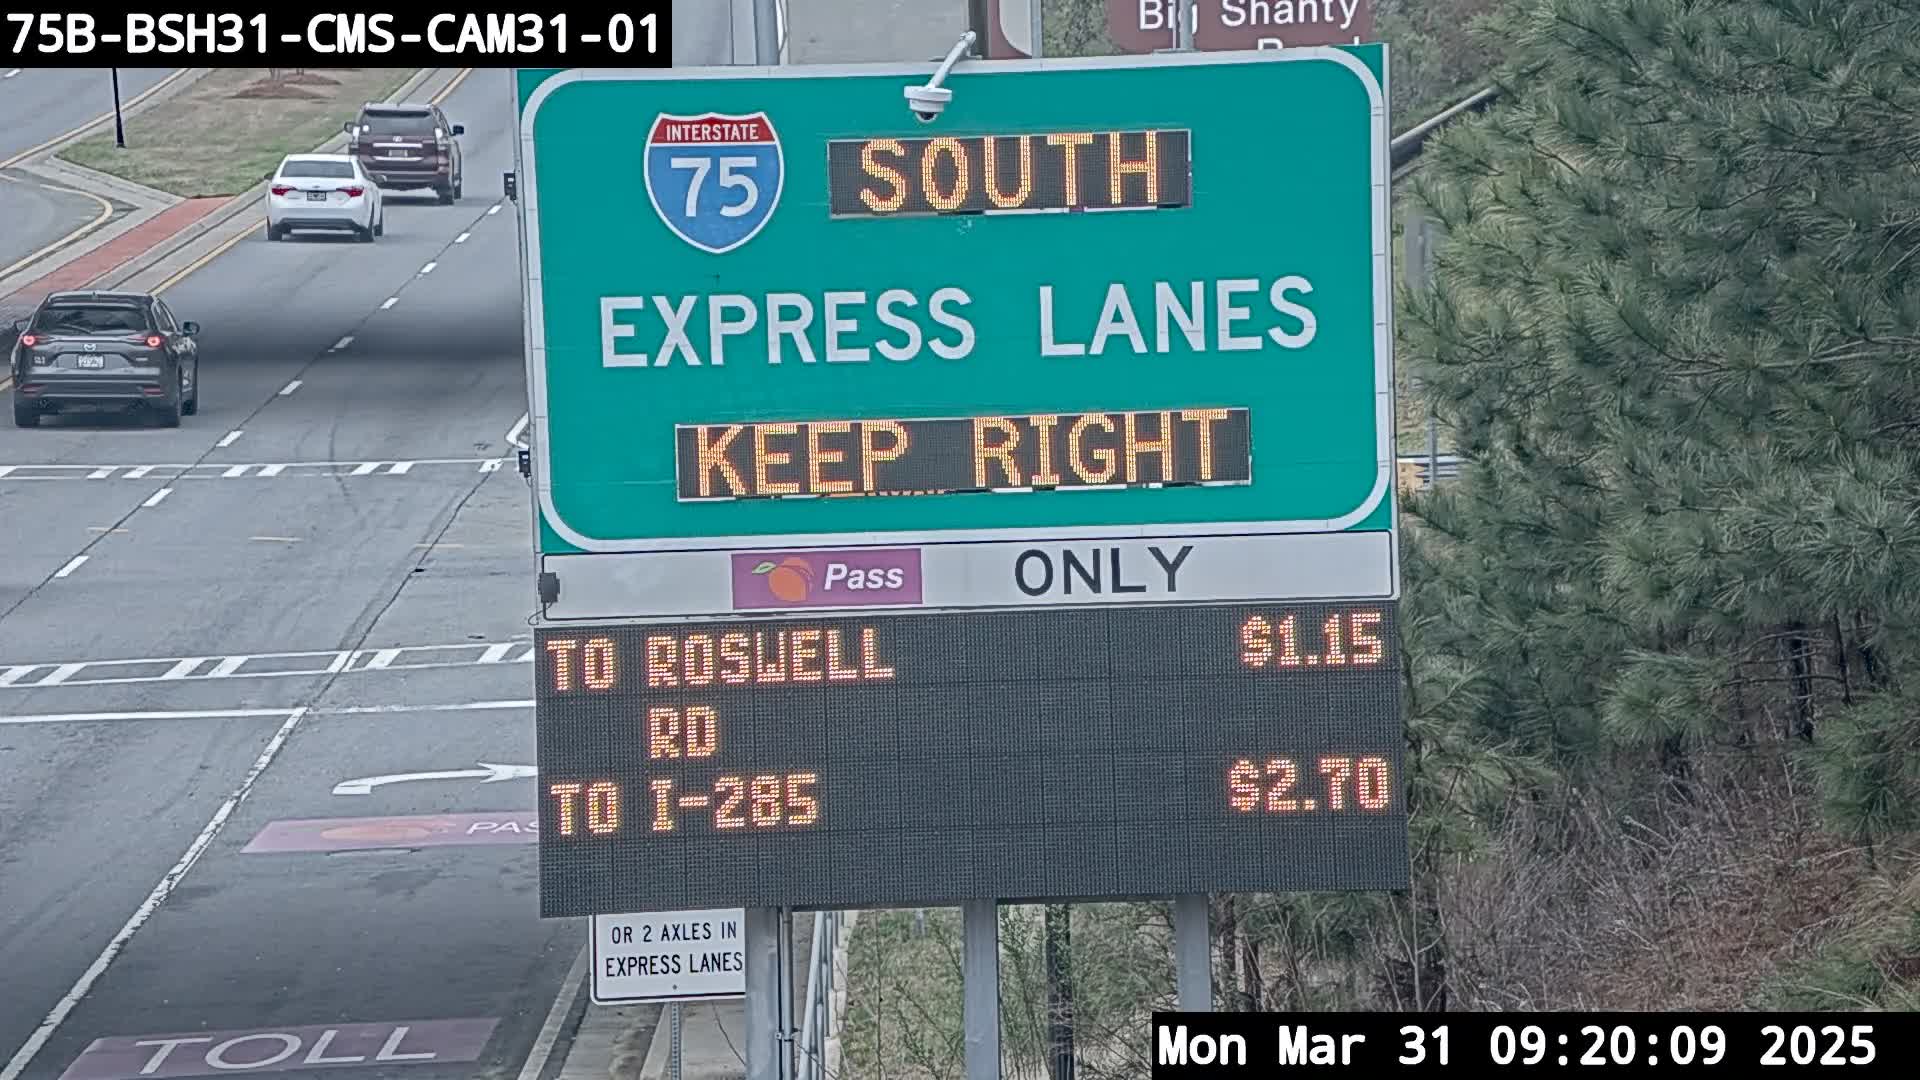 75B-BSH31-CMS-CAM31-01
Big Shanty
INTERSTATE
75
SOUTH
EXPRESS LANES
KEEP RIGHT
Pass
ONLY
TO ROSWELL $1.15
RD
TO I-285 $2.70
OR 2 AXLES IN
EXPRESS LANES
TOLL
Mon Mar 31 09:20:09 2025